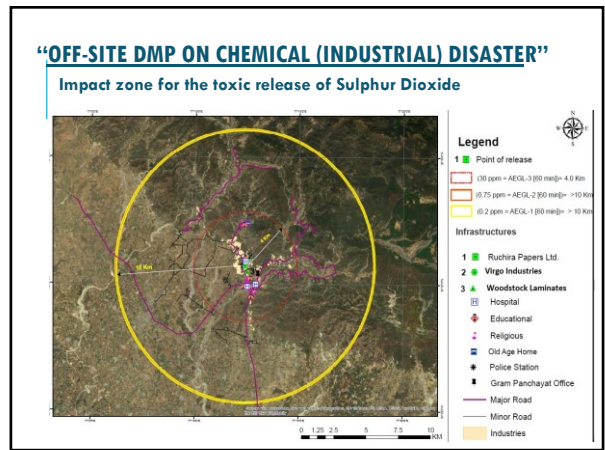 “OFF-SITE DMP ON CHEMICAL (INDUSTRIAL) DISASTER”
Impact zone for the toxic release of Sulphur Dioxide
N
W E
S
Legend
1 Point of release
(30 ppm = AEGL-3 [60 min])= 4.0 Km
(0.75 ppm = AEGL-2 [60 min])= >10 Km
(0.2 ppm = AEGL-1 [60 min])= > 10 Km
Infrastructures
1 Ruchira Papers Ltd.
2 Virgo Industries
3 Woodstock Laminates
H Hospital
Educational
Religious
Old Age Home
Police Station
Gram Panchayat Office
Major Road
Minor Road
Industries
4 Km
10 Km
0 1.25 2.5 5 7.5 10
KM